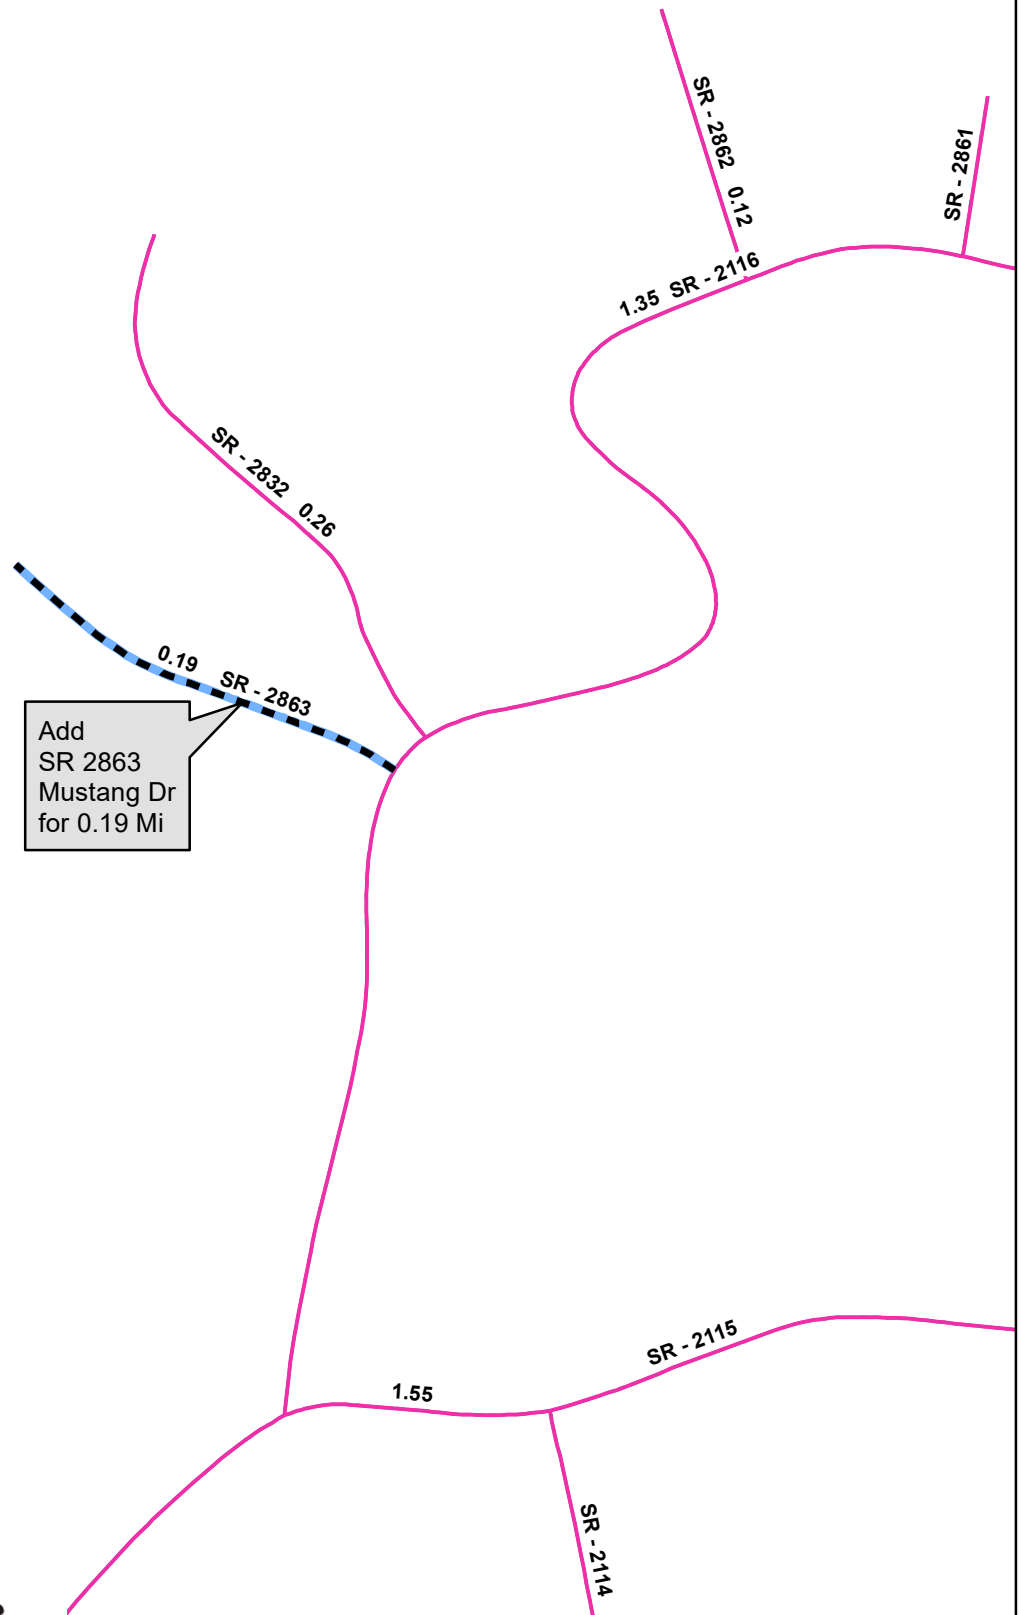 SR - 2862 0.12
SR - 2861
1.35 SR - 2116
SR - 2832 0.26
0.19 SR - 2863
Add
SR 2863
Mustang Dr
for 0.19 Mi
SR - 2115
1.55
SR - 2114